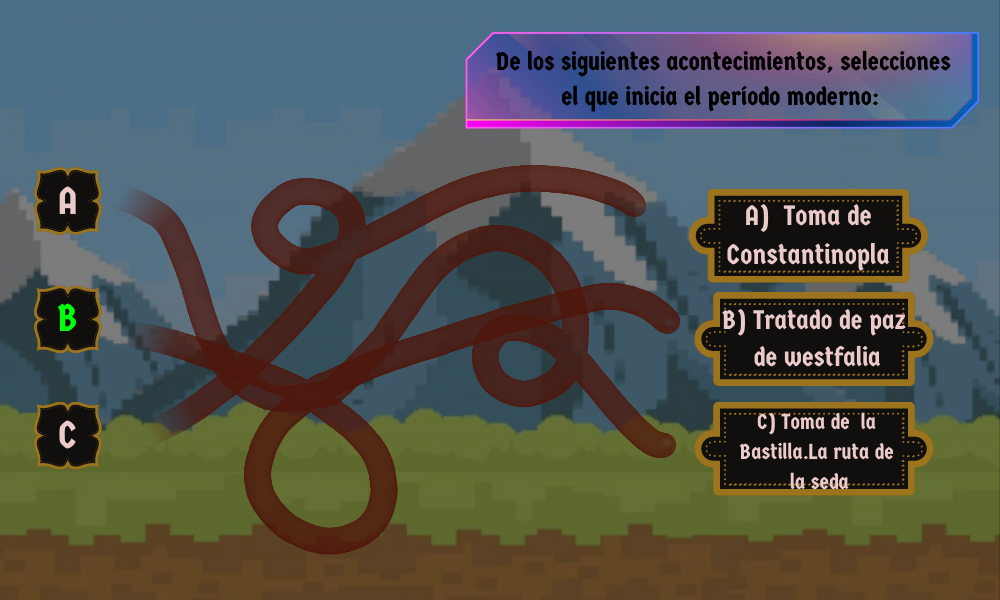 De los siguientes acontecimientos, selecciones
el que inicia el período moderno:
A
B
C
A) Toma de
Constantinopla
B) Tratado de paz
de westfalia
C) Toma de la
Bastilla.La ruta de
la seda